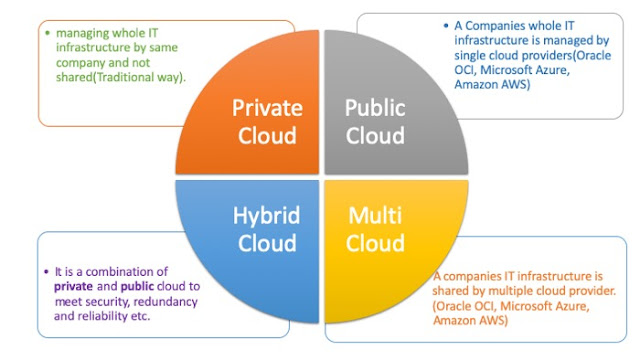 • managing whole IT
infrastructure by same
company and not
shared(Traditional way).
• A Companies whole IT
infrastructure is managed by
single cloud providers(Oracle
OCI, Microsoft Azure,
Amazon AWS)
Private
Cloud
Public
Cloud
Hybrid
Cloud
Multi
Cloud
• It is a combination of
private and public cloud to
meet security, redundancy
and reliability etc.
A companies IT infrastructure is
shared by multiple cloud provider.
(Oracle OCI, Microsoft Azure,
Amazon AWS)